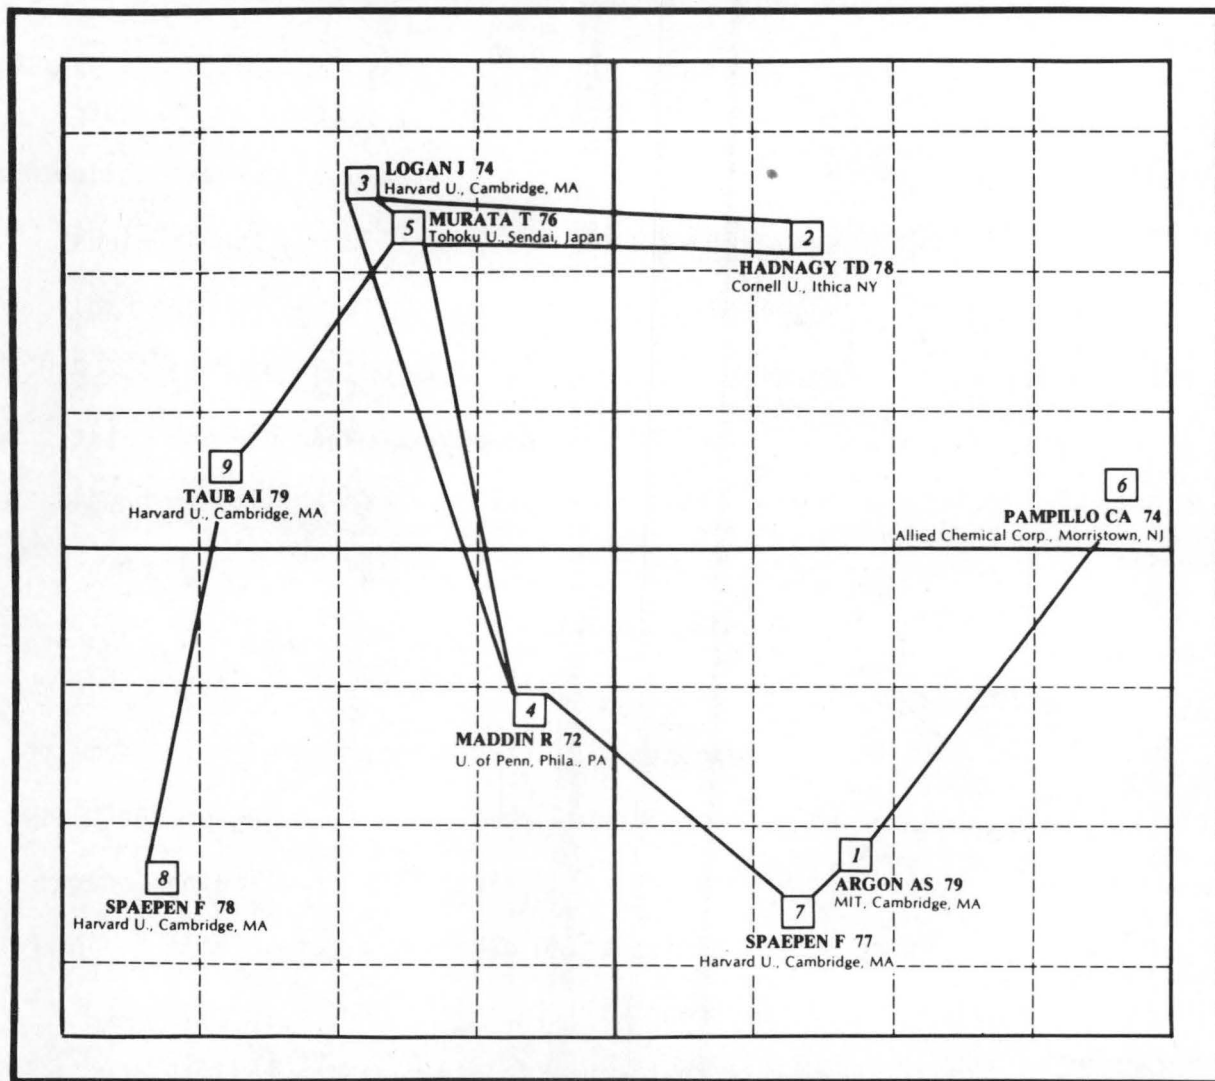 3
LOGAN J 74
Harvard U., Cambridge, MA
5
MURATA T 76
Tohoku U., Sendai, Japan
2
HADNAGY TD 78
Cornell U., Ithica NY
9
TAUB AI 79
Harvard U., Cambridge, MA
6
PAMPILLO CA 74
Allied Chemical Corp., Morristown, NJ
4
MADDIN R 72
U. of Penn, Phila., PA
1
ARGON AS 79
MIT, Cambridge, MA
8
SPAEPEN F 78
Harvard U., Cambridge, MA
7
SPAEPEN F 77
Harvard U., Cambridge, MA